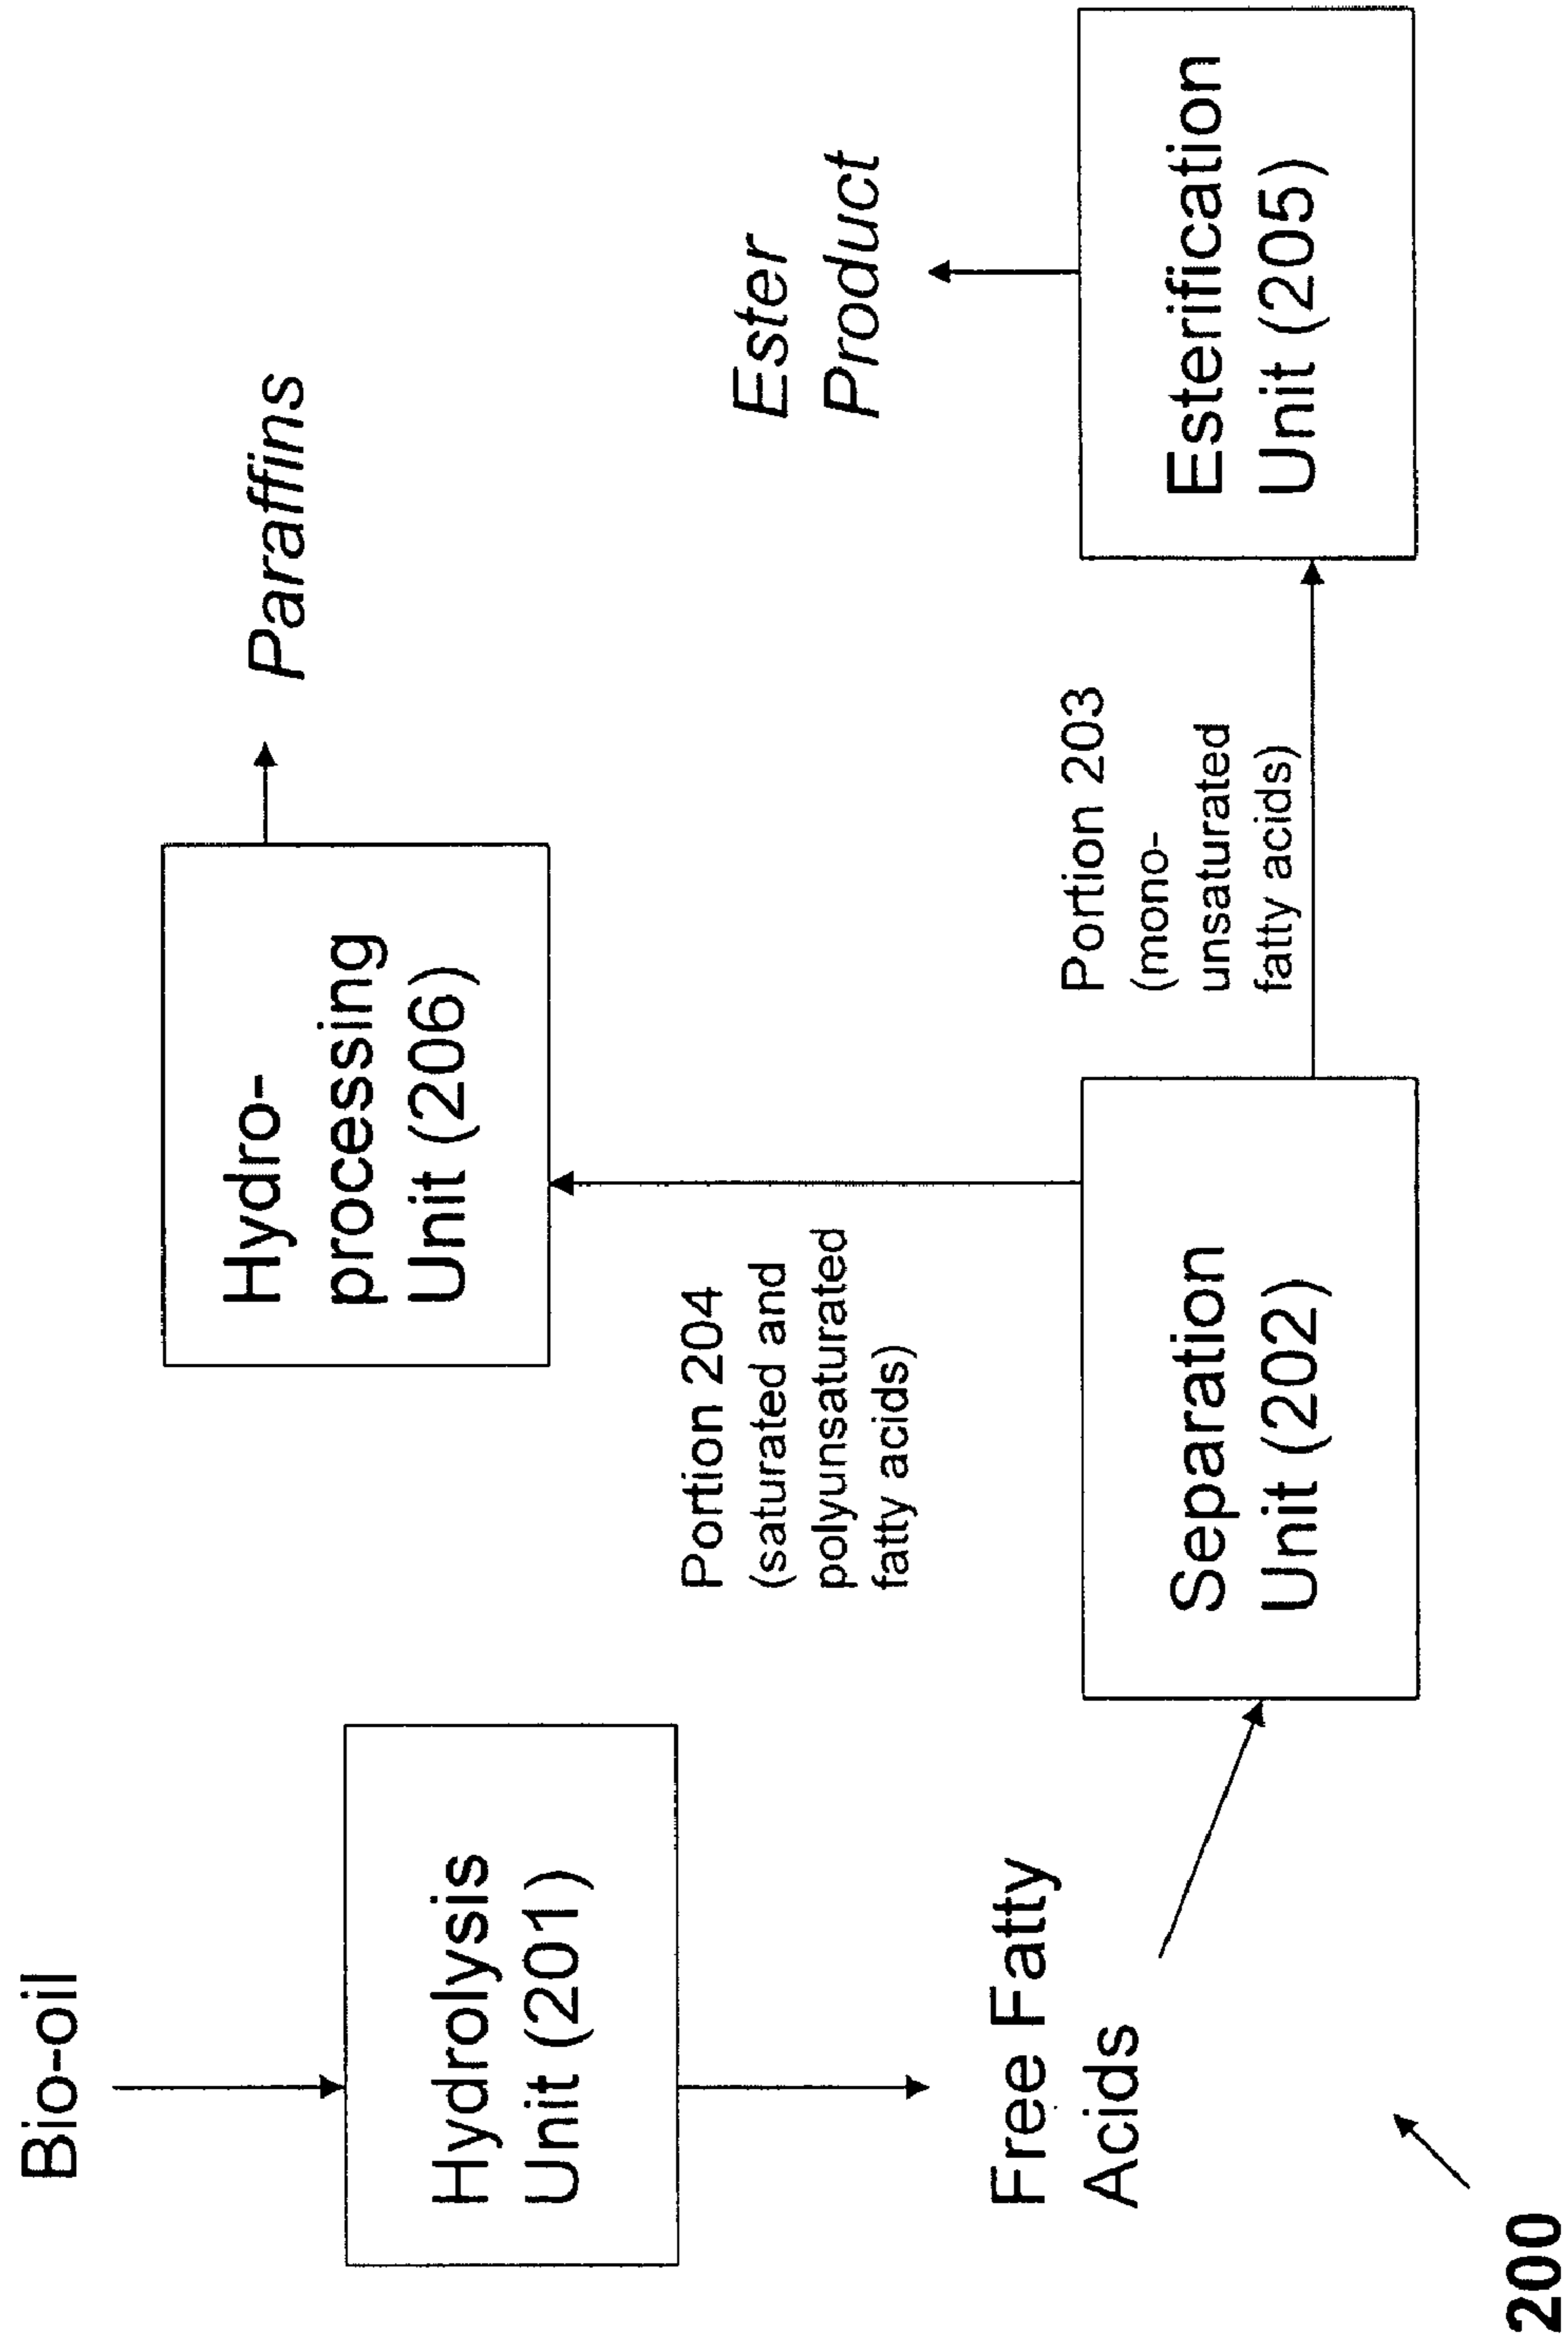 Bio-oil
Hydrolysis
Unit (201)
Free Fatty
Acids
Separation
Unit (202)
Portion 204
(saturated and
polyunsaturated
fatty acids)
Hydro-
processing
Unit (206)
Paraffins
Portion 203
(mono-
unsaturated
fatty acids)
Esterification
Unit (205)
Ester
Product
200